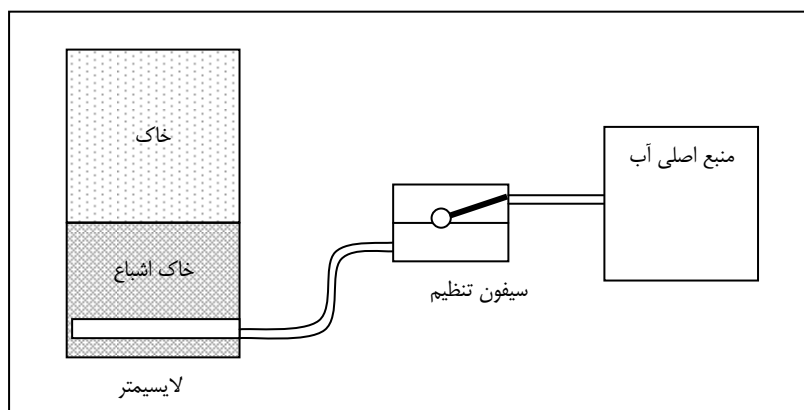 خاک
منبع اصلی آب
خاک اشباع
سیفون تنظیم
لایسیمتر